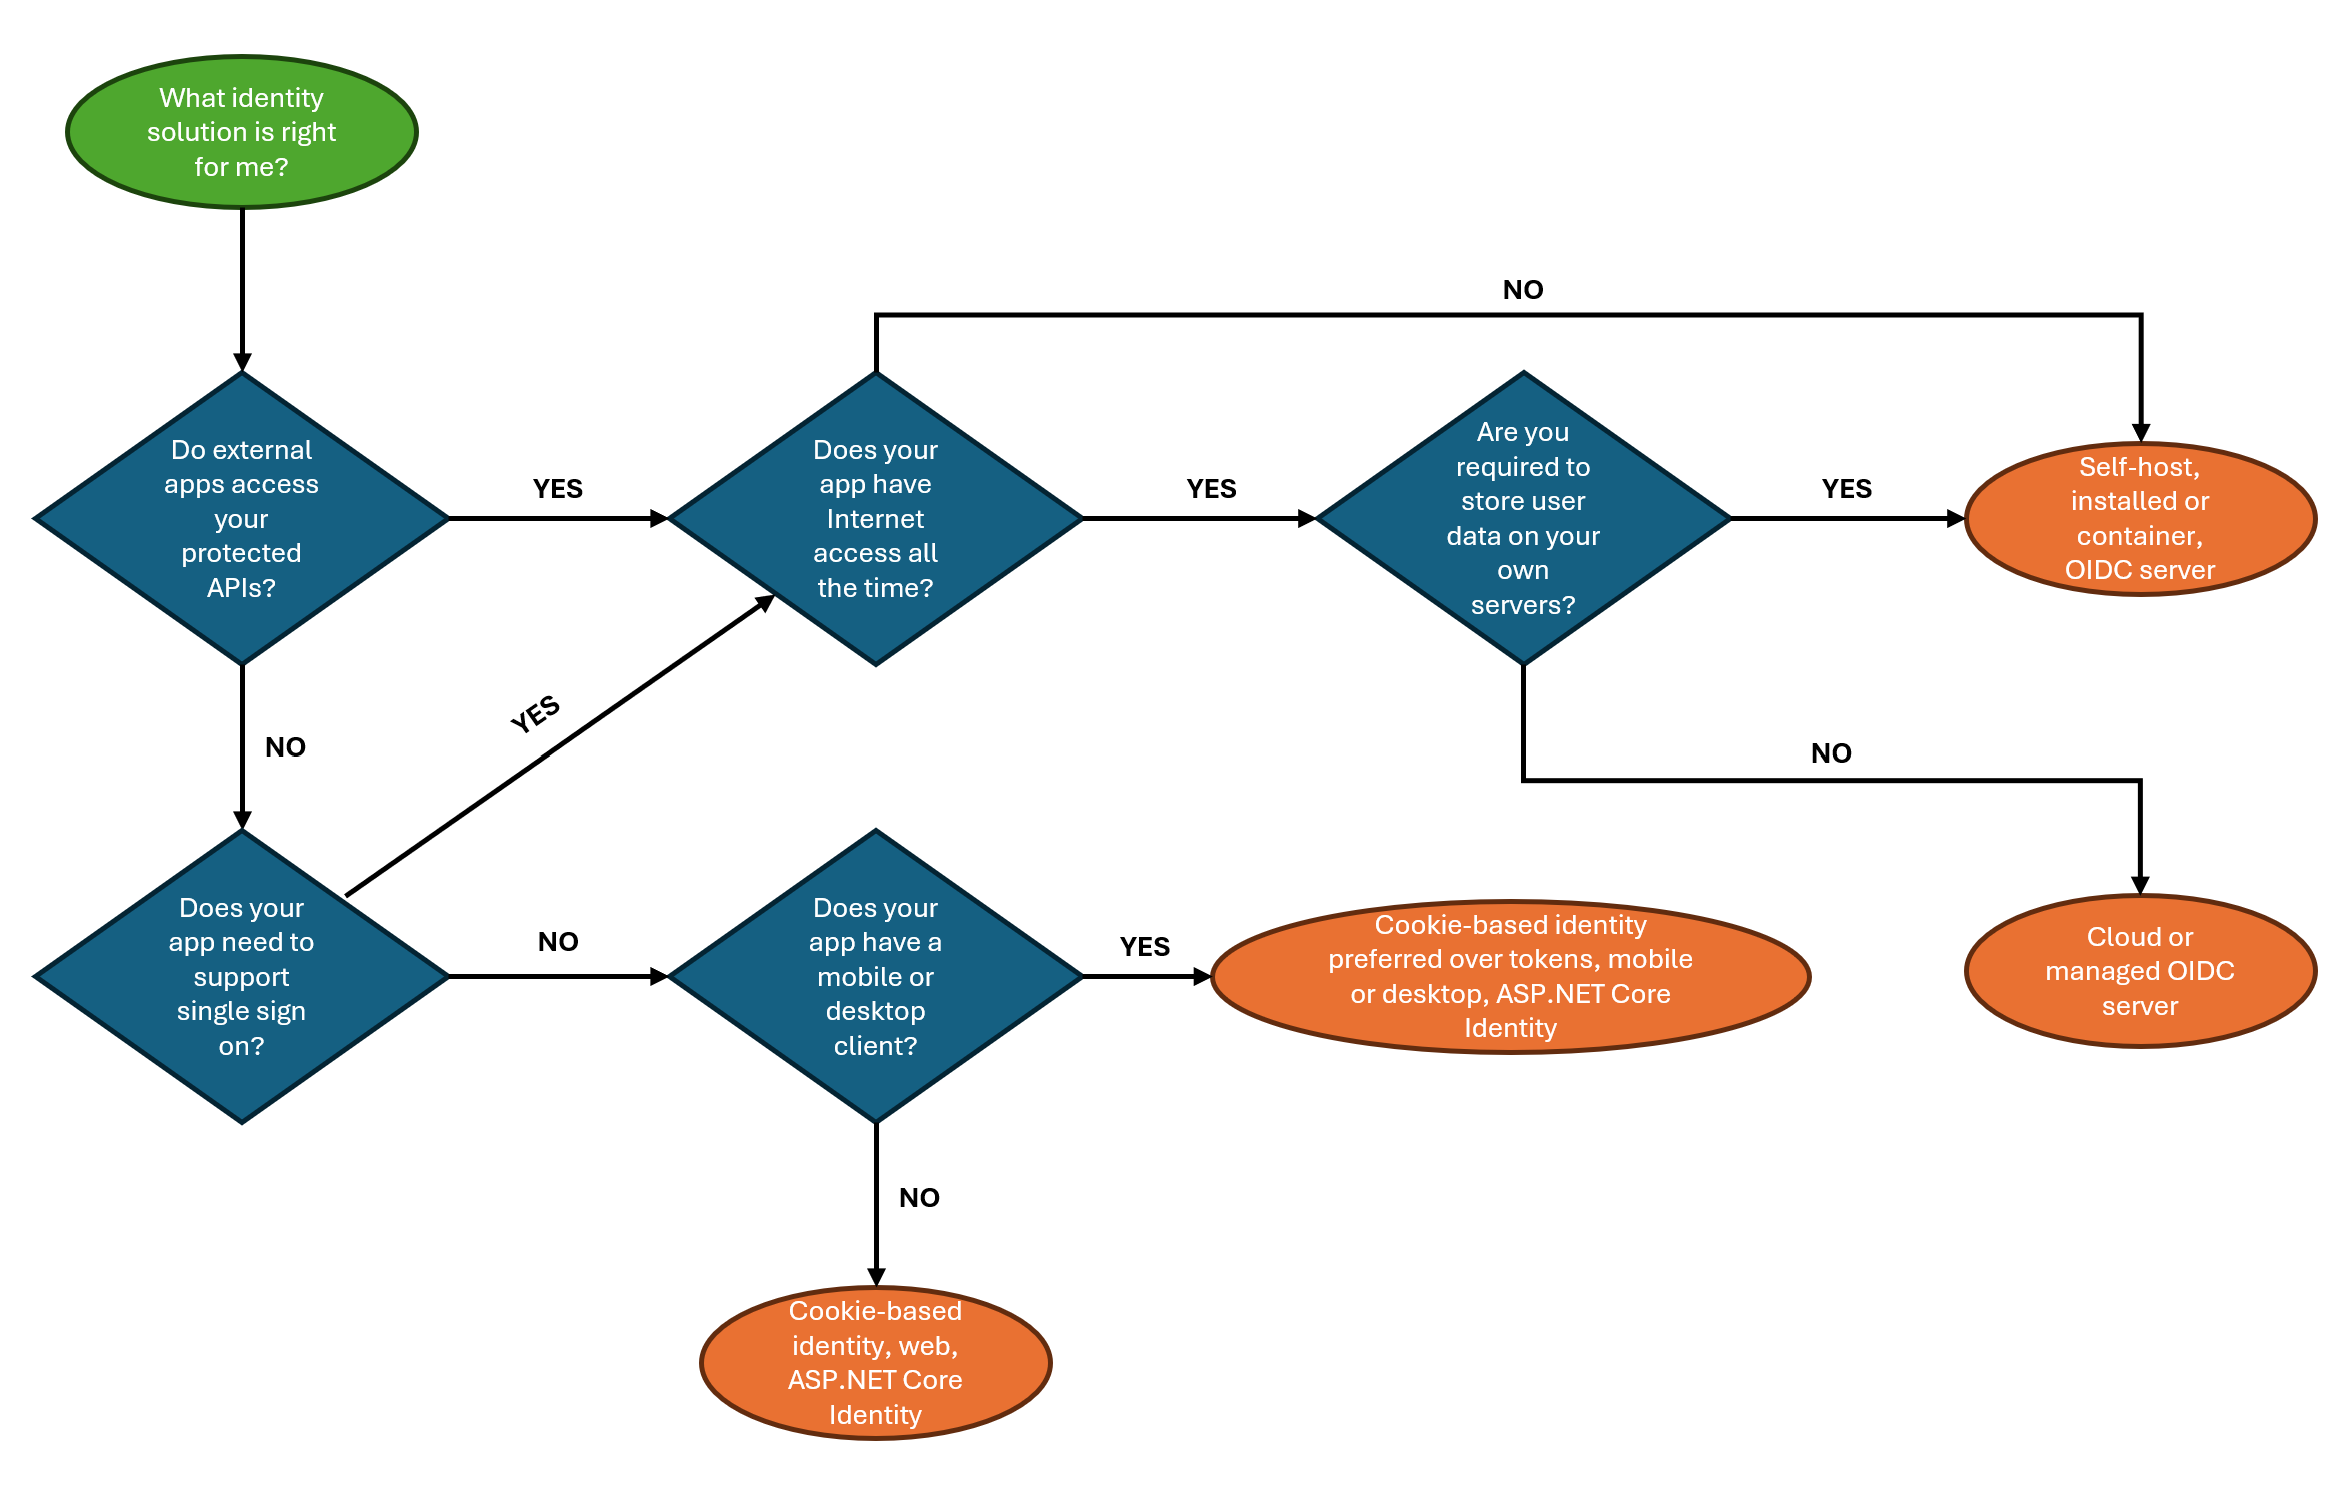 What identity
solution is right
for me?
NO
Do external
apps access
your
protected
APIs?
YES
Does your
app have
Internet
access all
the time?
YES
Are you
required to
store user
data on your
own
servers?
YES
Self-host,
installed or
container,
OIDC server
NO
YES
NO
Does your
app need to
support
single sign
on?
NO
Does your
app have a
mobile or
desktop
client?
YES
Cookie-based identity
preferred over tokens, mobile
or desktop, ASP.NET Core
Identity
Cloud or
managed OIDC
server
NO
Cookie-based
identity, web,
ASP.NET Core
Identity